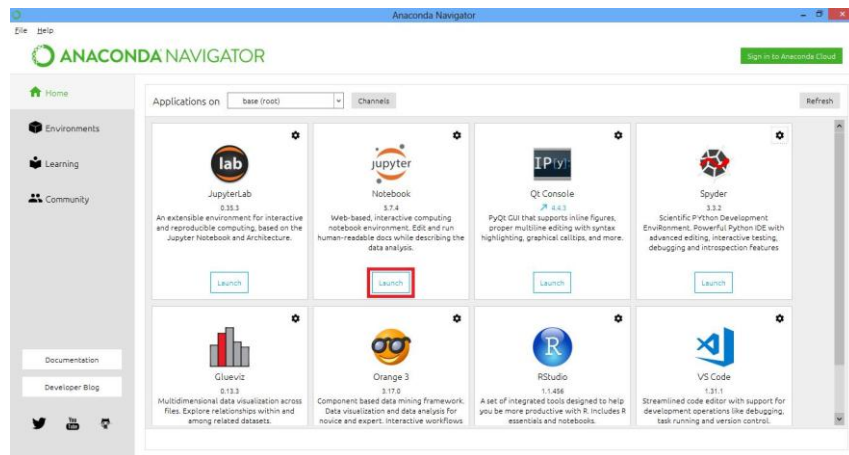 Anaconda Navigator
File Help
ANACONDA NAVIGATOR
Sign in to Anaconda Cloud
Home
Environments
Learning
Community
Documentation
Developer Blog
You
Tube
Applications on base (root) Channels Refresh
lab
JupyterLab
0.35.3
An extensible environment for interactive
and reproducible computing, based on the
Jupyter Notebook and Architecture.
Launch
jupyter
Notebook
5.7.4
Web-based, interactive computing
notebook environment. Edit and run
human-readable docs while describing the
data analysis.
Launch
IP[y]:
Qt Console
4.4.3
PyQt GUI that supports inline figures,
proper multiline editing with syntax
highlighting, graphical calltips, and more.
Launch
Spyder
3.3.2
Scientific PYthon Development
EnviRonment. Powerful Python IDE with
advanced editing, interactive testing,
debugging and introspection features
Launch
Glueviz
0.13.3
Multidimensional data visualization across
files. Explore relationships within and
among related datasets.
Orange 3
3.17.0
Component based data mining framework.
Data visualization and data analysis for
novice and expert. Interactive workflows
R
RStudio
1.1.456
A set of integrated tools designed to help
you be more productive with R. Includes R
essentials and notebooks.
VS Code
1.31.1
Streamlined code editor with support for
development operations like debugging,
task running and version control.